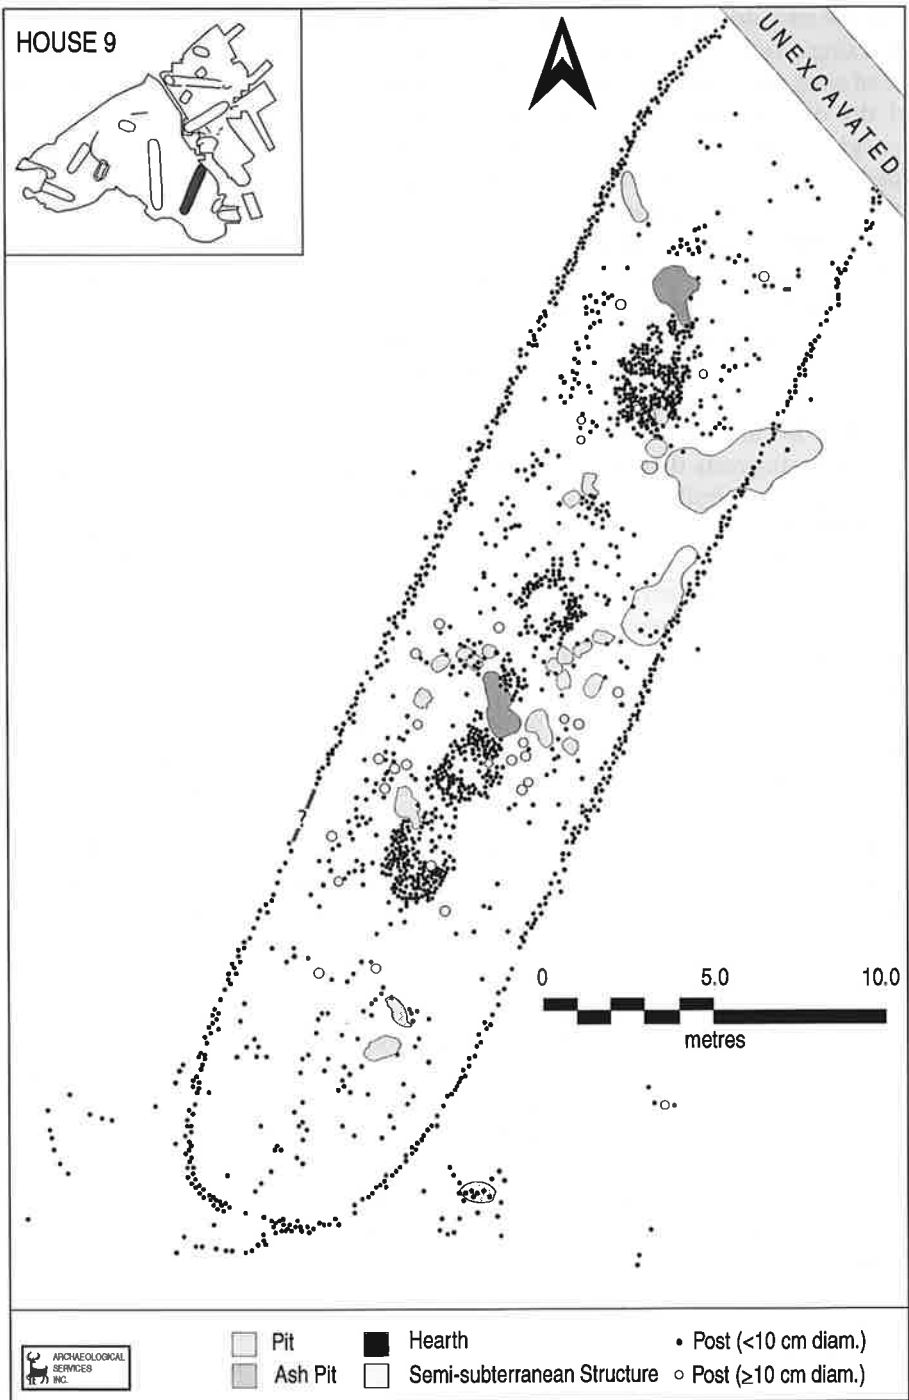 HOUSE 9
UNEXCAVATED
?
0 5.0 10.0
metres
ARCHAEOLOGICAL
SERVICES
INC.
Pit
Ash Pit
Hearth
Semi-subterranean Structure
Post (<10 cm diam.)
Post (≥10 cm diam.)